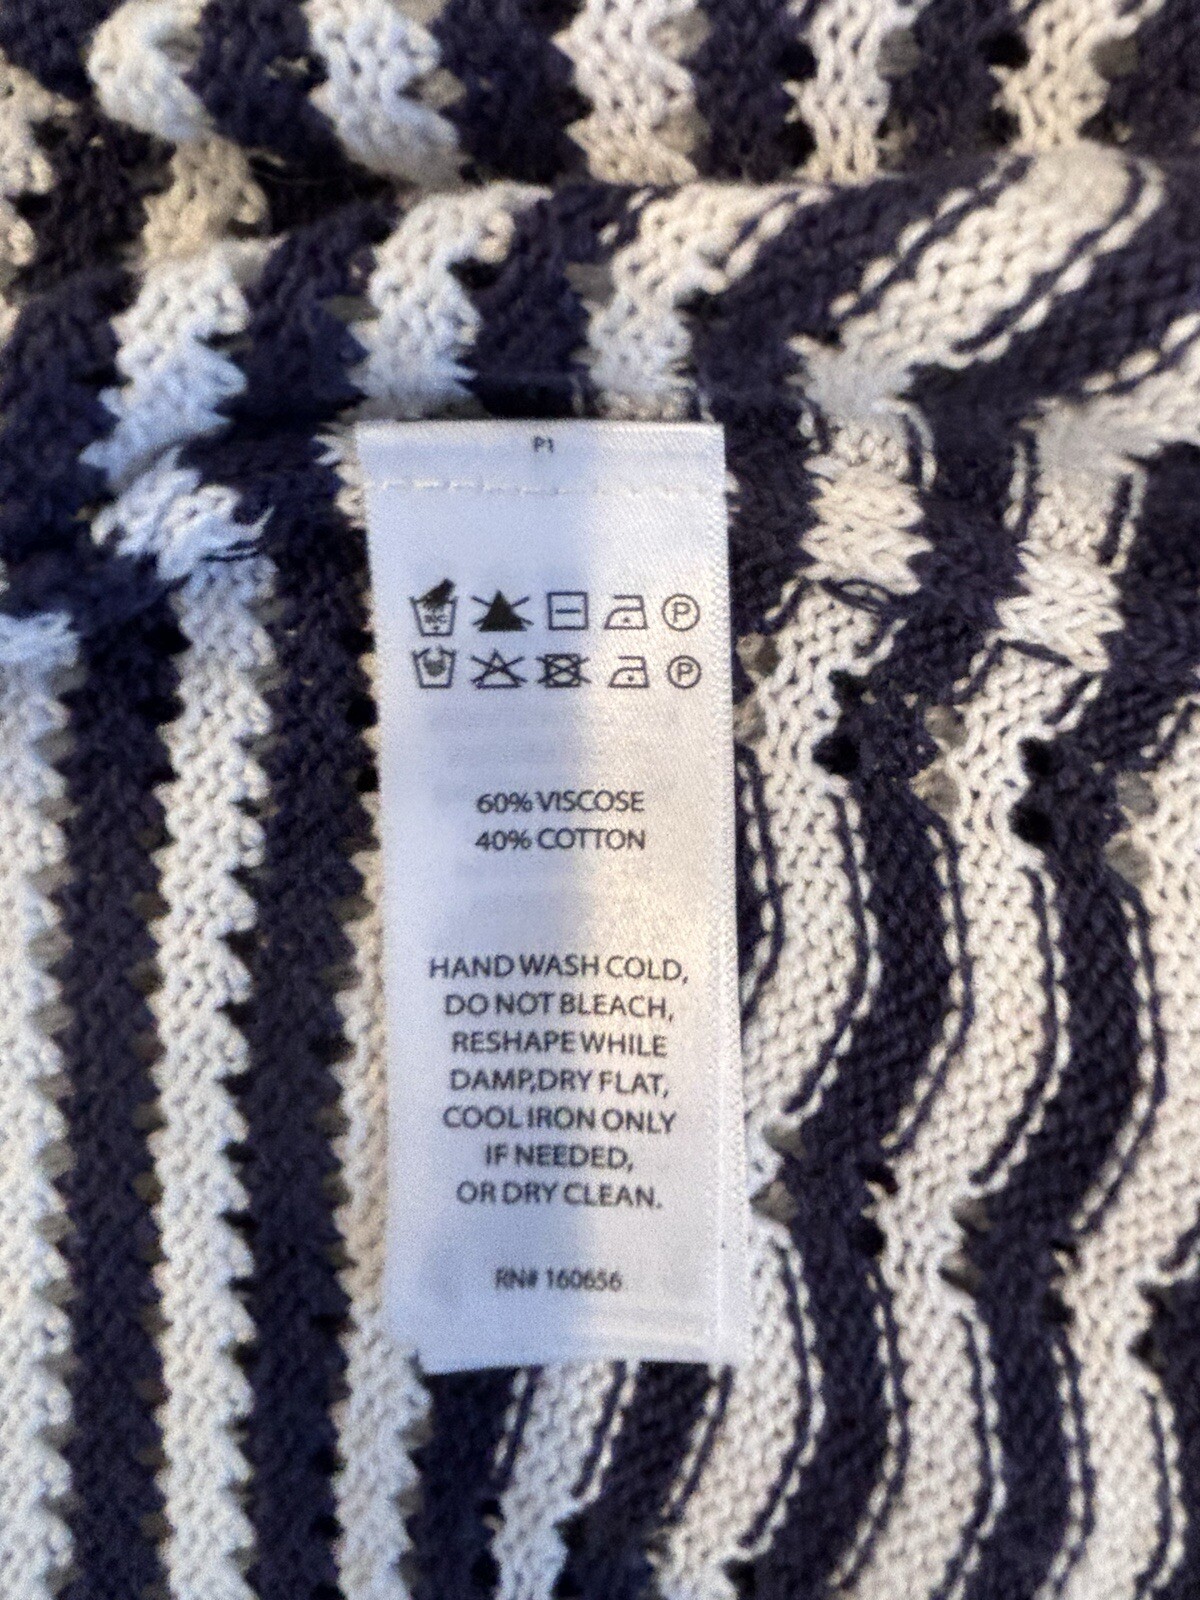 P1
60% VISCOSE
40% COTTON
HAND WASH COLD,
DO NOT BLEACH,
RESHAPE WHILE
DAMP,DRY FLAT,
COOL IRON ONLY
IF NEEDED,
OR DRY CLEAN.
RN# 160656